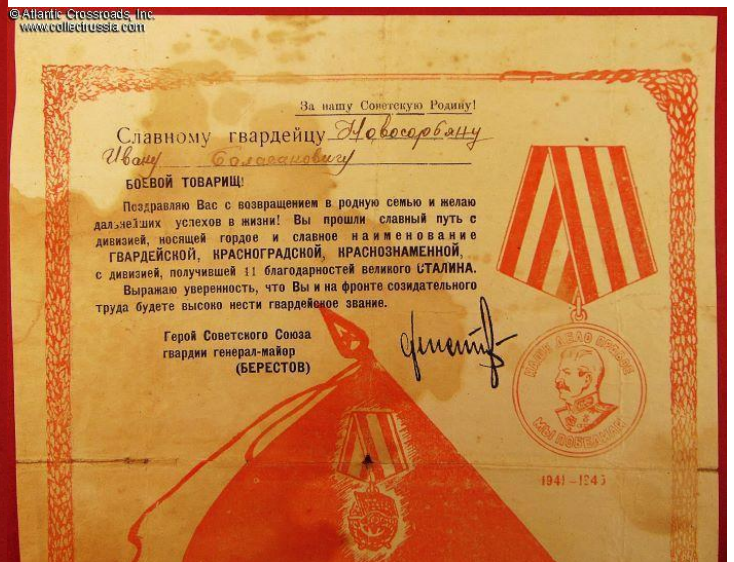 © Atlantic Crossroads, Inc.
www.collectrussia.com
За нашу Советскую Родину!
Славному гвардейцу
Ивану
БОЕВОЙ ТОВАРИЩ!
Поздравляю Вас с возвращением в родную семью и желаю
дальнейших успехов в жизни! Вы прошли славный путь с
дивизией, носящей гордое и славное наименование
ГВАРДЕЙСКОЙ, КРАСНОГРАДСКОЙ, КРАСНОЗНАМЕННОЙ,
с дивизией, получившей 11 благодарностей великого СТАЛИНА.
Выражаю уверенность, что Вы и на фронте созидательного
труда будете высоко нести гвардейское звание.
Герой Советского Союза
гвардии генерал-майор
(БЕРЕСТОВ)
НАШЕ ДЕЛО ПРАВОЕ
МЫ ПОБЕДИЛИ
1941–1945